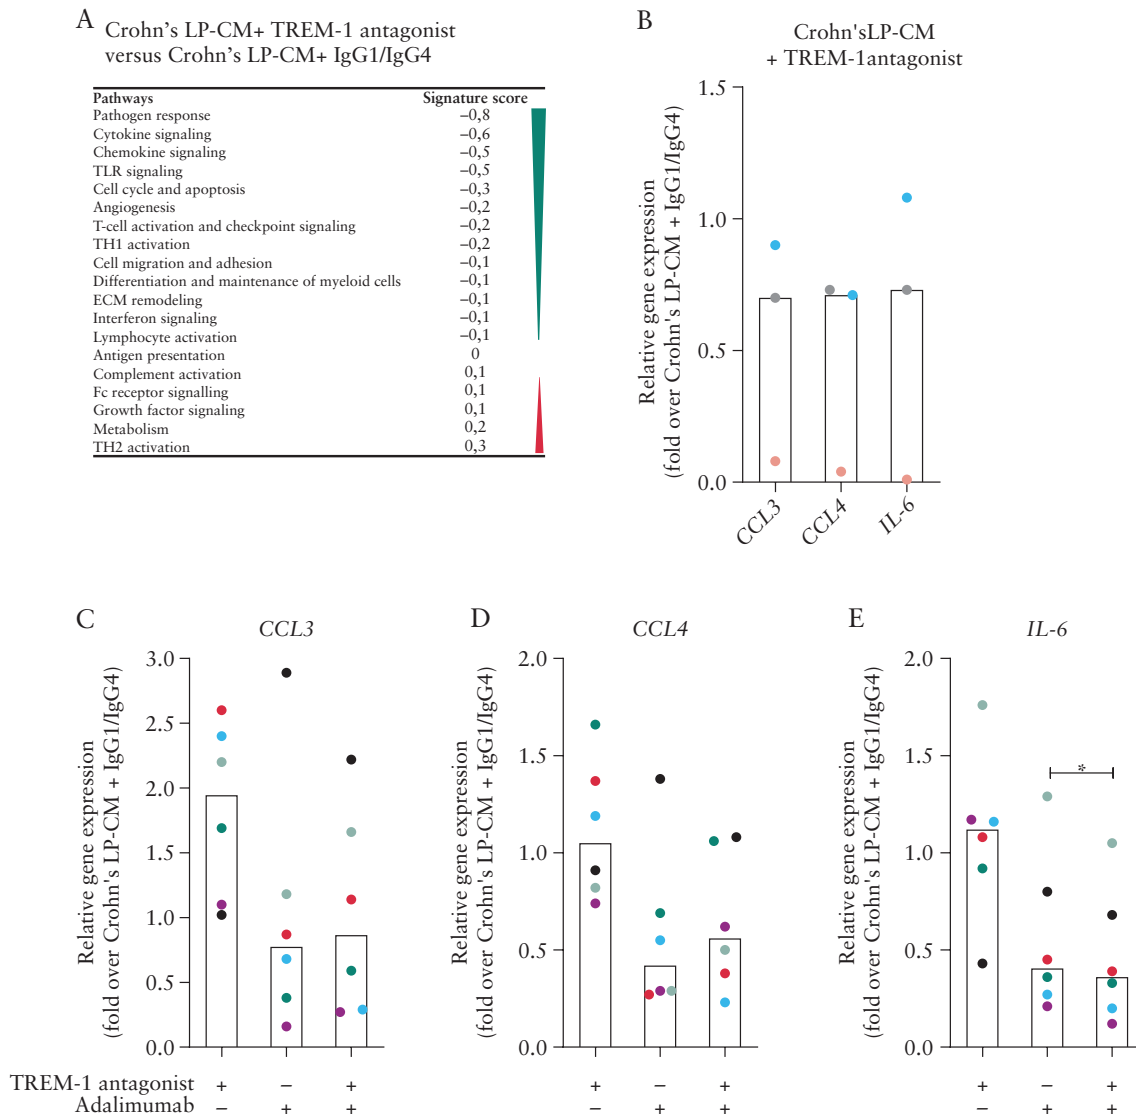 A
Crohn's LP-CM+ TREM-1 antagonist
versus Crohn's LP-CM+ IgG1/IgG4
Pathways Signature score
Pathogen response –0,8
Cytokine signaling –0,6
Chemokine signaling –0,5
TLR signaling –0,5
Cell cycle and apoptosis –0,3
Angiogenesis –0,2
T-cell activation and checkpoint signaling –0,2
TH1 activation –0,2
Cell migration and adhesion –0,1
Differentiation and maintenance of myeloid cells –0,1
ECM remodeling –0,1
Interferon signaling –0,1
Lymphocyte activation –0,1
Antigen presentation 0
Complement activation 0,1
Fc receptor signalling 0,1
Growth factor signaling 0,1
Metabolism 0,2
TH2 activation 0,3
B
Crohn'sLP-CM
+ TREM-1antagonist
Relative gene expression
(fold over Crohn's LP-CM + IgG1/IgG4)
1.5
1.0
0.5
0.0
CCL3 CCL4 IL-6
C
CCL3
Relative gene expression
(fold over Crohn's LP-CM + IgG1/IgG4)
3.0
2.5
2.0
1.5
1.0
0.5
0.0
D
CCL4
Relative gene expression
(fold over Crohn's LP-CM + IgG1/IgG4)
2.0
1.5
1.0
0.5
0.0
E
IL-6
Relative gene expression
(fold over Crohn's LP-CM + IgG1/IgG4)
2.0
1.5
1.0
0.5
0.0
*
TREM-1 antagonist + – + + – + + – +
Adalimumab – + + – + + – + +